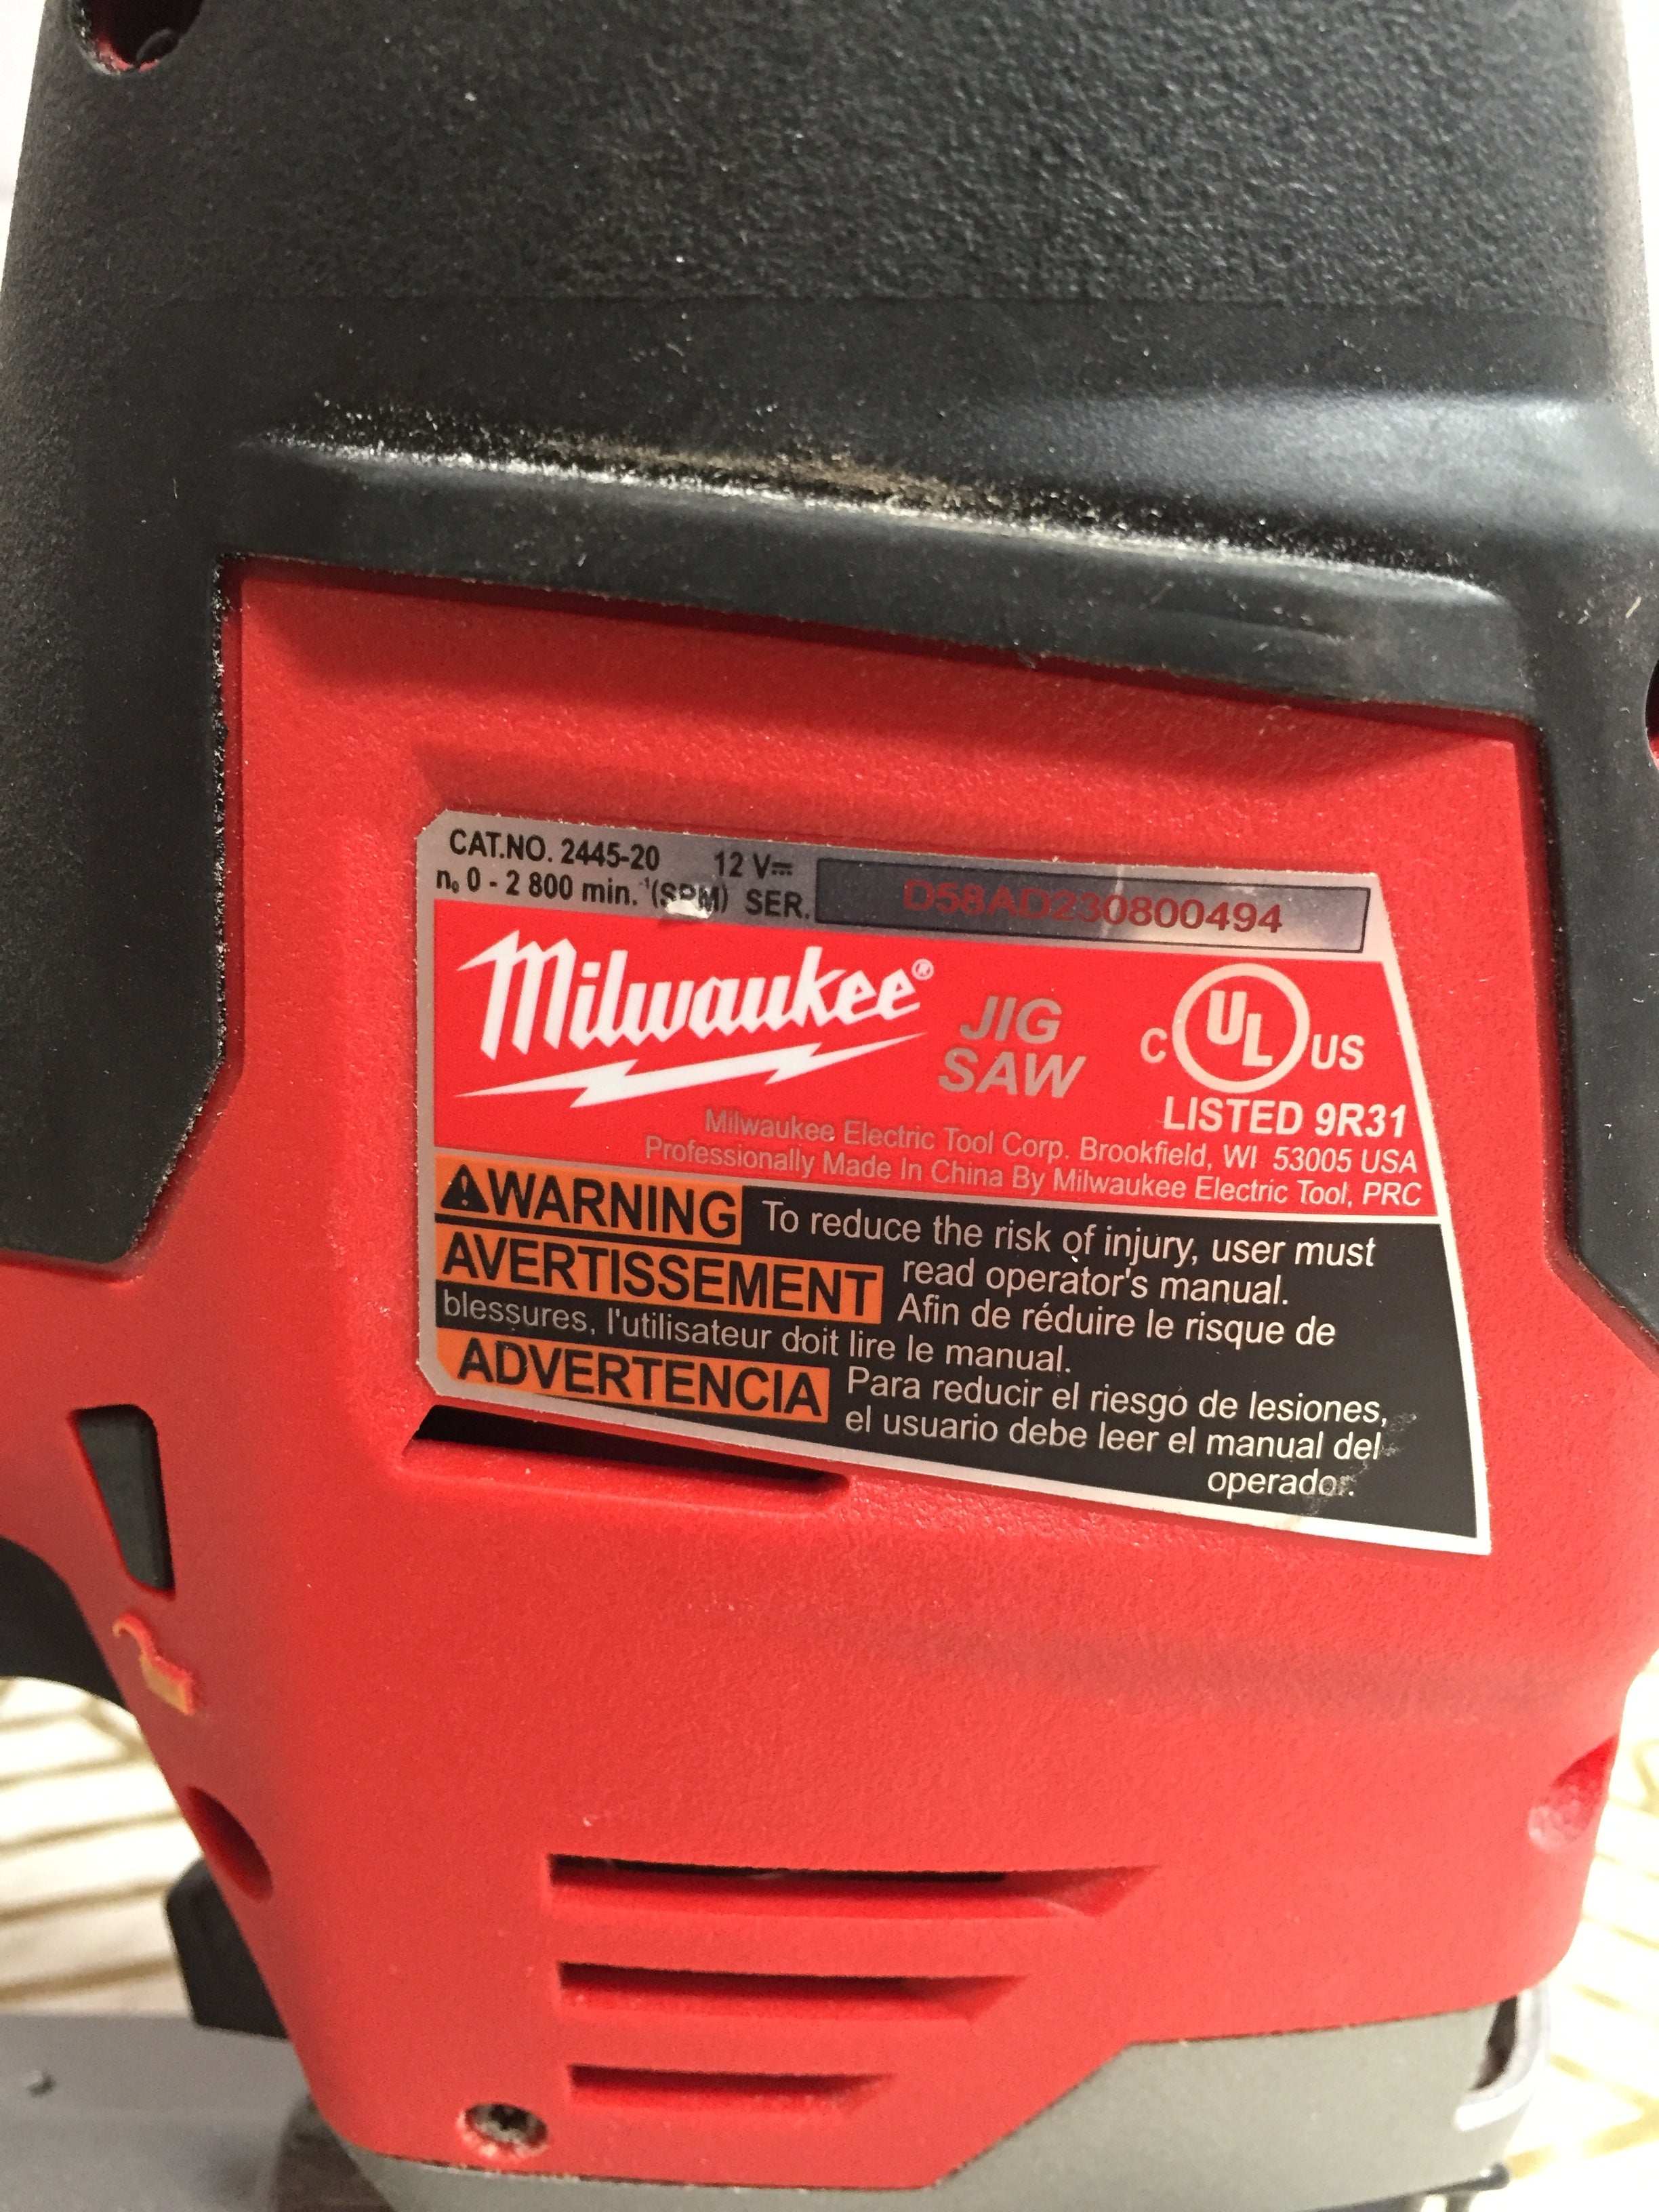 CAT.NO. 2445-20 12 V⎓
n₀ 0 - 2 800 min.⁻¹(SPM) SER. D58AD230800494
Milwaukee®
JIG
SAW
C UL US
LISTED 9R31
Milwaukee Electric Tool Corp. Brookfield, WI 53005 USA
Professionally Made In China By Milwaukee Electric Tool, PRC
WARNING To reduce the risk of injury, user must
read operator's manual.
AVERTISSEMENT Afin de réduire le risque de
blessures, l'utilisateur doit lire le manual.
ADVERTENCIA Para reducir el riesgo de lesiones,
el usuario debe leer el manual del
operador.